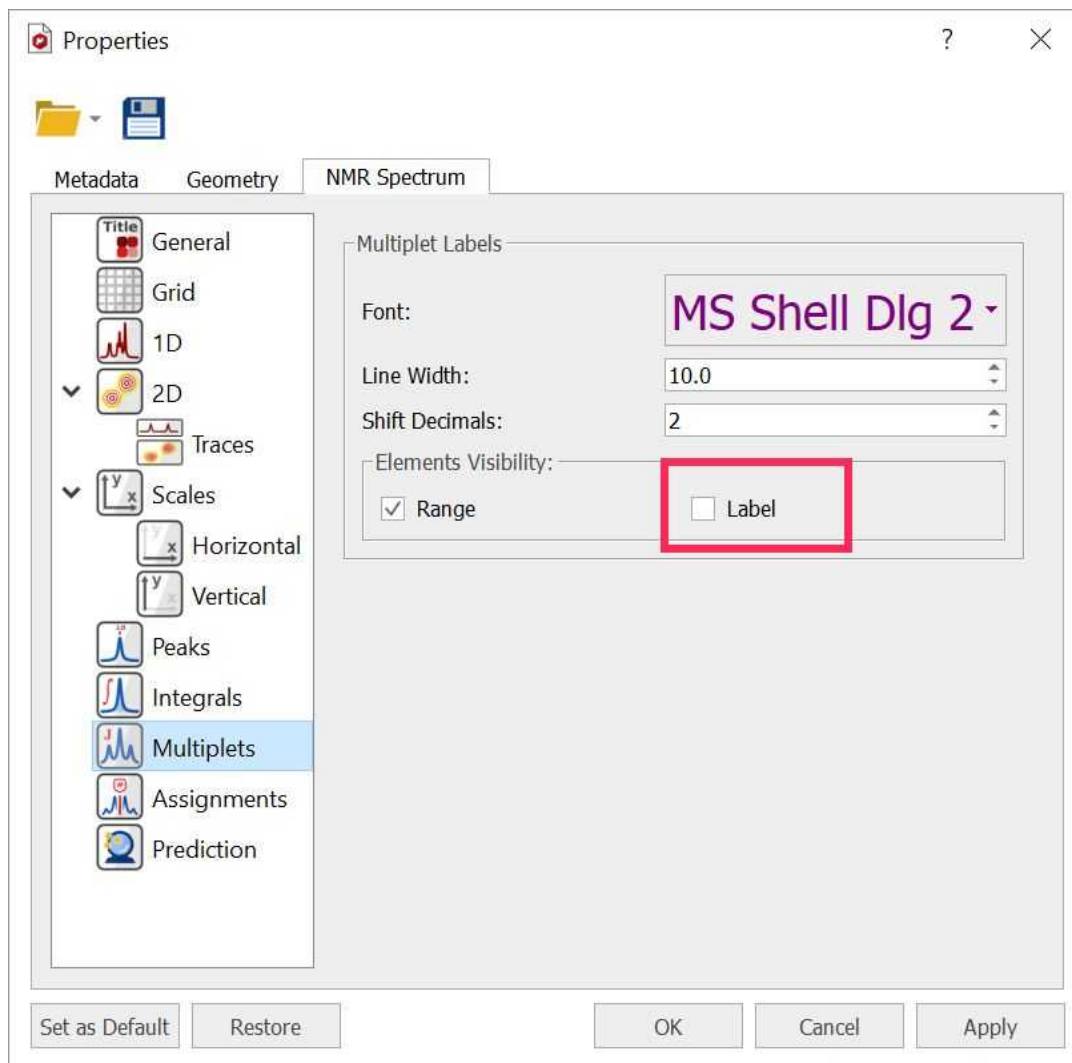 Properties
?
Metadata
Geometry
NMR Spectrum
Title
General
Grid
1D
2D
Traces
Scales
Horizontal
Vertical
Peaks
Integrals
Multiplets
Assignments
Prediction
Multiplet Labels
Font:
MS Shell Dlg 2
Line Width:
10.0
Shift Decimals:
2
Elements Visibility:
Range
Label
Set as Default
Restore
OK
Cancel
Apply